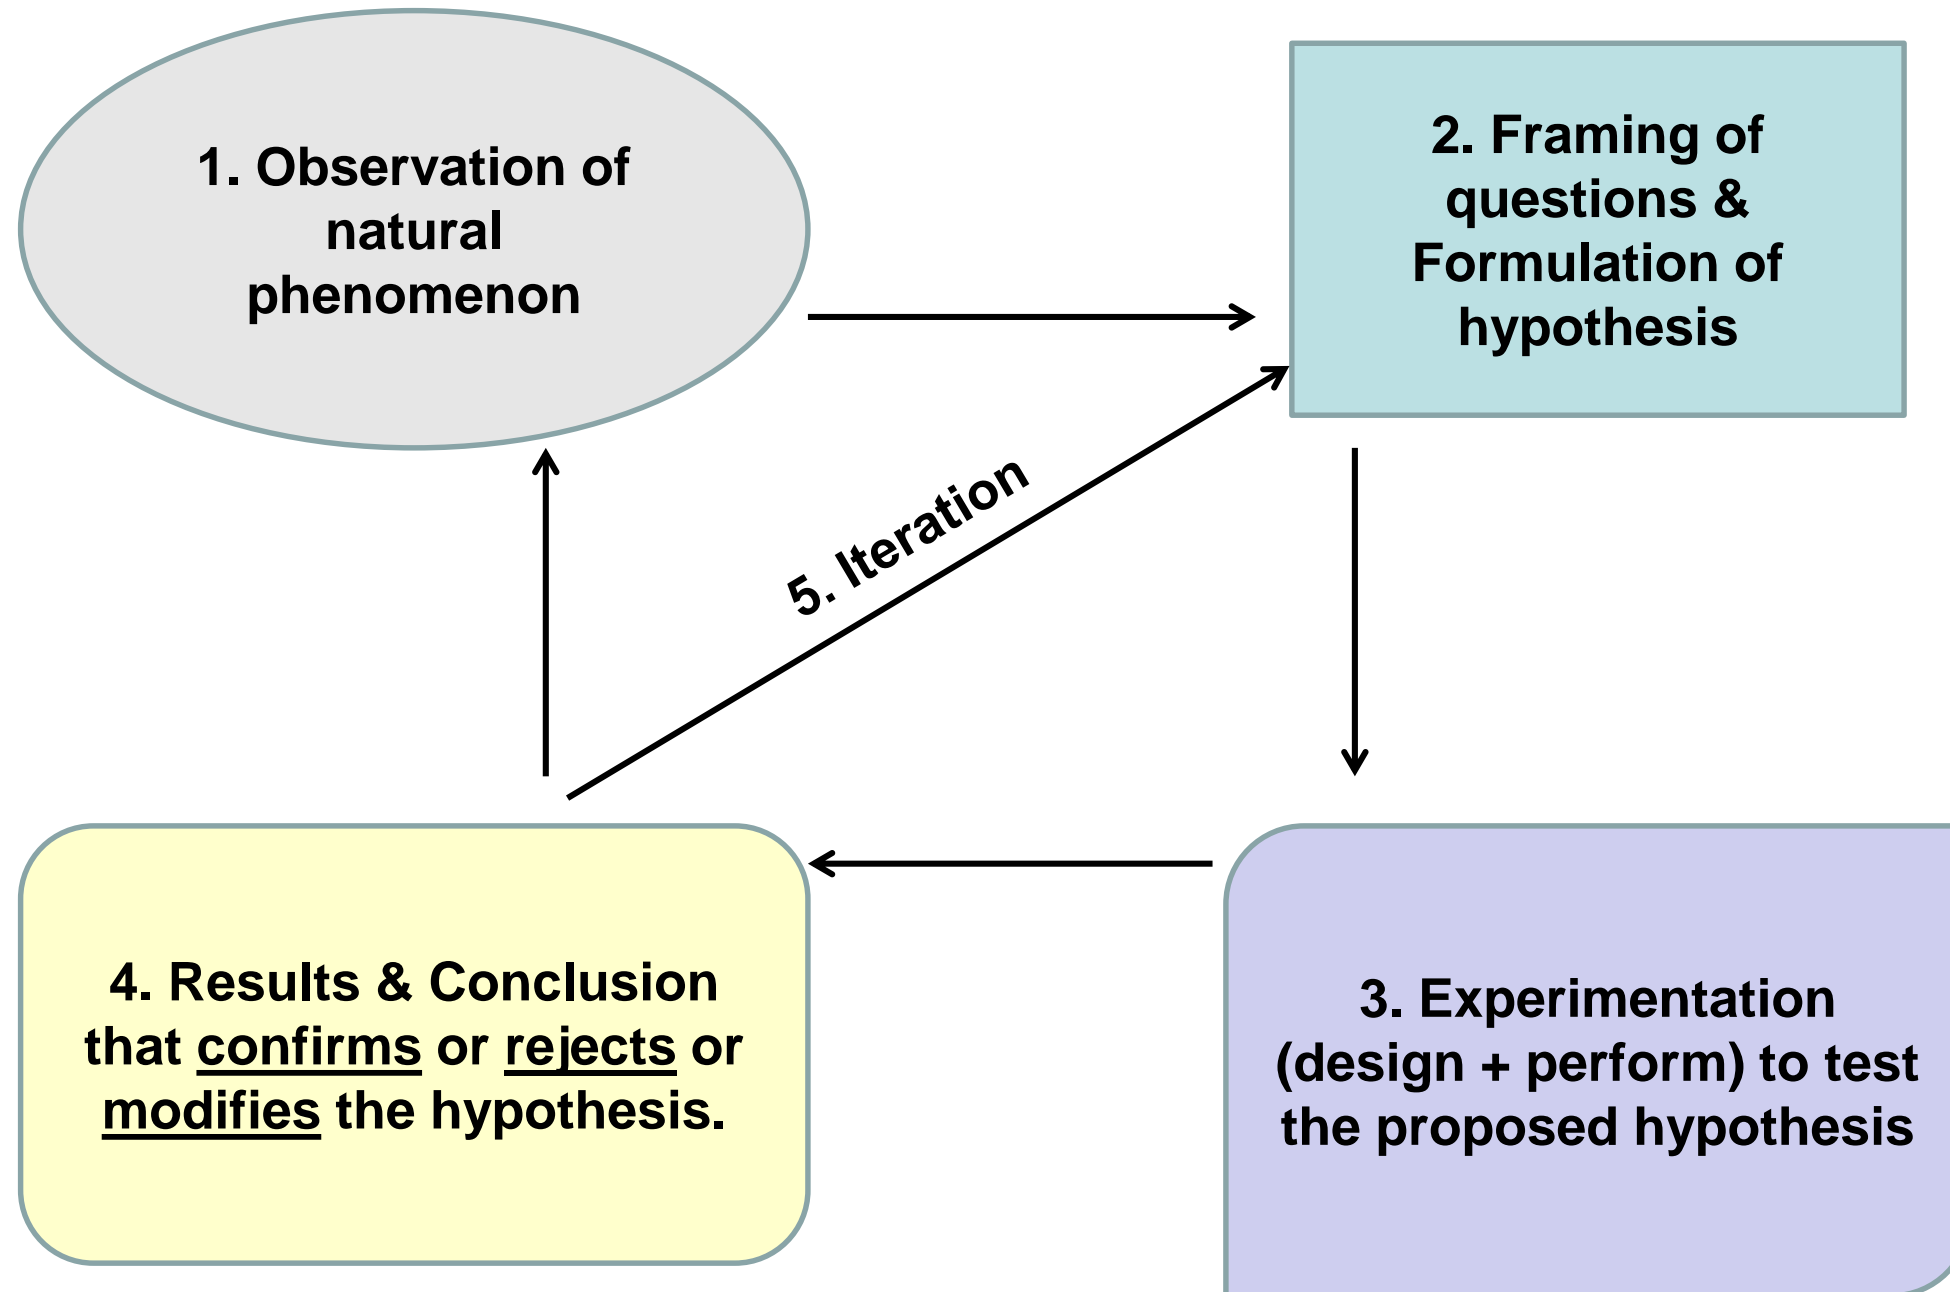 1. Observation of
natural
phenomenon
2. Framing of
questions &
Formulation of
hypothesis
5. Iteration
4. Results & Conclusion
that confirms or rejects or
modifies the hypothesis.
3. Experimentation
(design + perform) to test
the proposed hypothesis